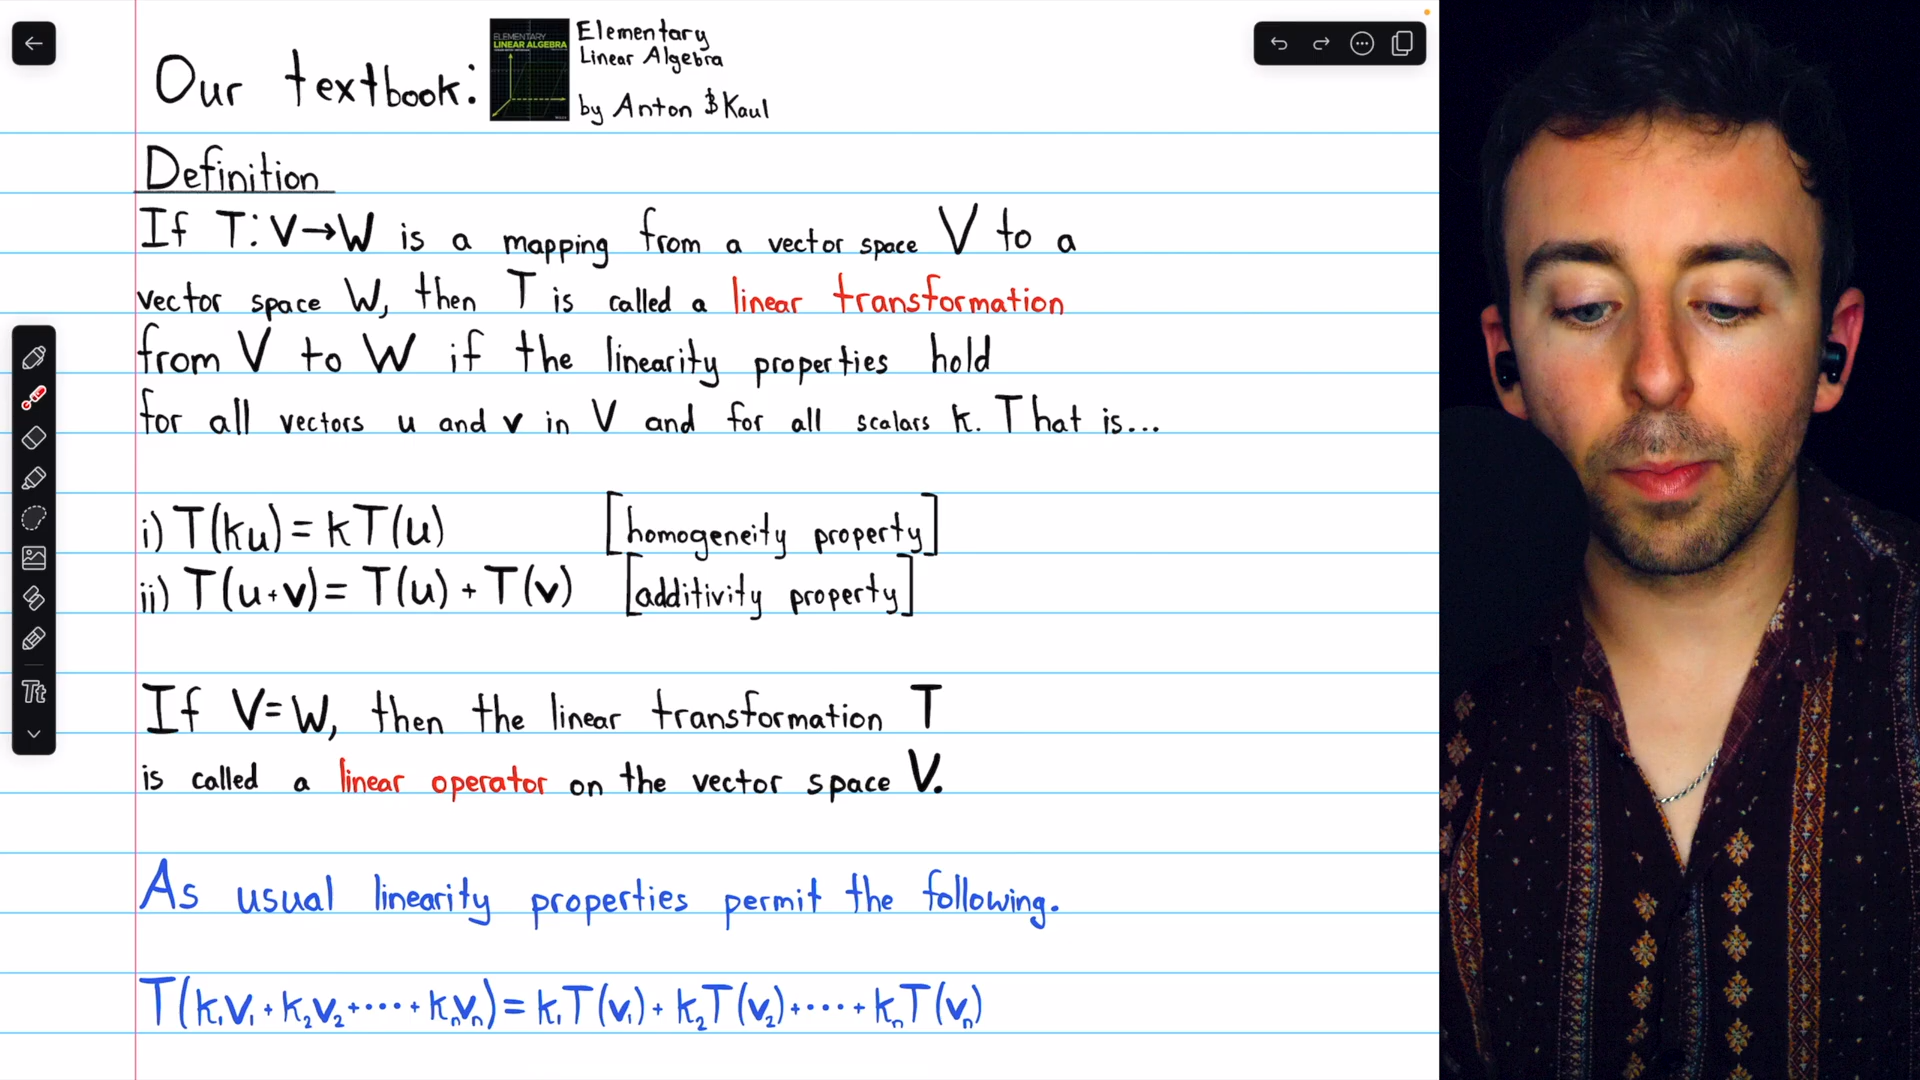 Our textbook:
ELEMENTARY
LINEAR ALGEBRA
Elementary
Linear Algebra
by Anton & Kaul
Definition
If T: V→W is a mapping from a vector space V to a
vector space W, then T is called a linear transformation
from V to W if the linearity properties hold
for all vectors u and v in V and for all scalars k. That is...
i) T(ku) = kT(u) [homogeneity property]
ii) T(u+v) = T(u) + T(v) [additivity property]
If V=W, then the linear transformation T
is called a linear operator on the vector space V.
As usual linearity properties permit the following.
T(k₁v₁ + k₂v₂ + ···· + kₙvₙ) = k₁T(v₁) + k₂T(v₂) + ···· + kₙT(vₙ)
Tt